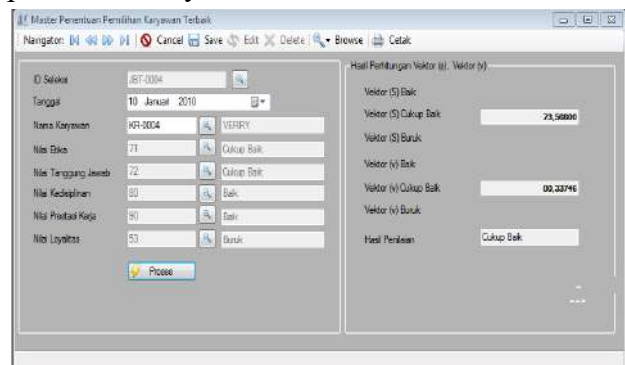 Master Penentuan Pemilihan Karyawan Terbaik
Navigator: Cancel Save Edit Delete Browse Cetak
ID Seleksi JBT-0004
Tanggal 10 Januari 2010
Nama Karyawan KR-0004 VERRY
Nilai Etika 71 Cukup Baik
Nilai Tanggung Jawab 72 Cukup Baik
Nilai Kedisiplinan 80 Baik
Nilai Prestasi Kerja 90 Baik
Nilai Loyalitas 53 Buruk
Proses
Hasil Perhitungan Vektor (s), Vektor (v)
Vektor (S) Baik
Vektor (S) Cukup Baik 73,56800
Vektor (S) Buruk
Vektor (v) Baik
Vektor (v) Cukup Baik 00,33746
Vektor (v) Buruk
Hasil Penilaian Cukup Baik